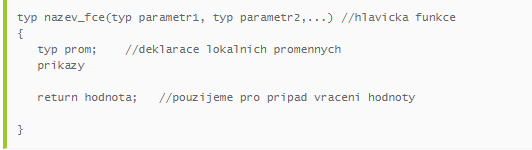 typ nazev_fce(typ parametr1, typ parametr2,...) //hlavicka funkce
{
typ prom; //deklarace lokalnich promennych
prikazy
return hodnota; //pouzijeme pro pripad vraceni hodnoty
}